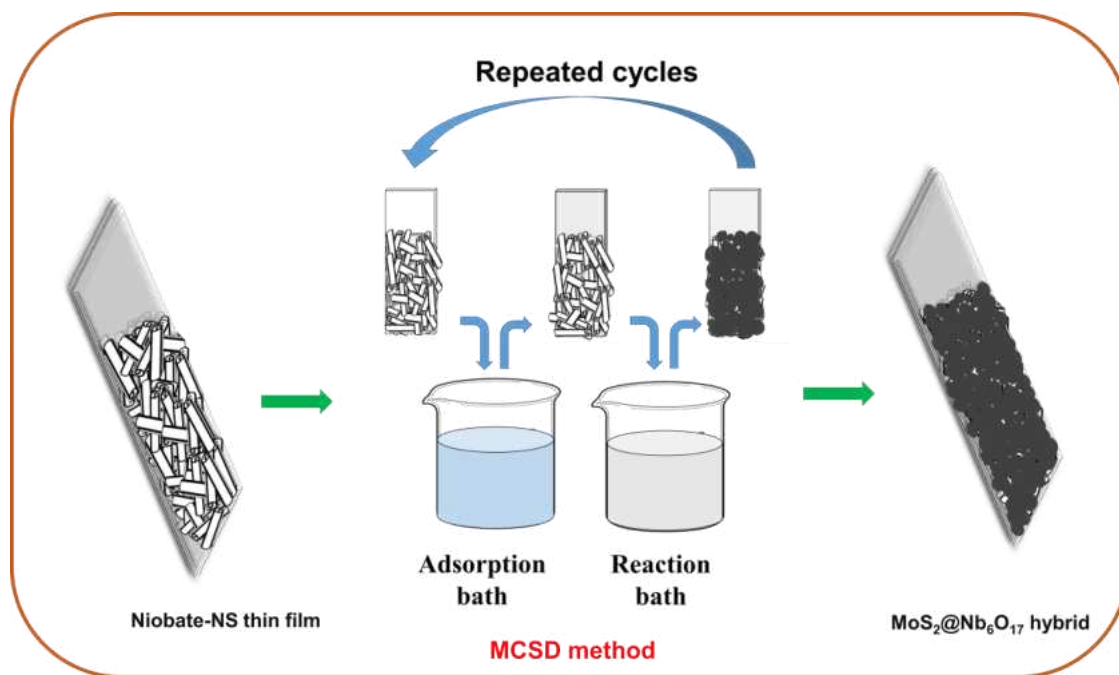 Repeated cycles
Adsorption
bath
Reaction
bath
Niobate-NS thin film
MoS₂@Nb₆O₁₇ hybrid
MCSD method